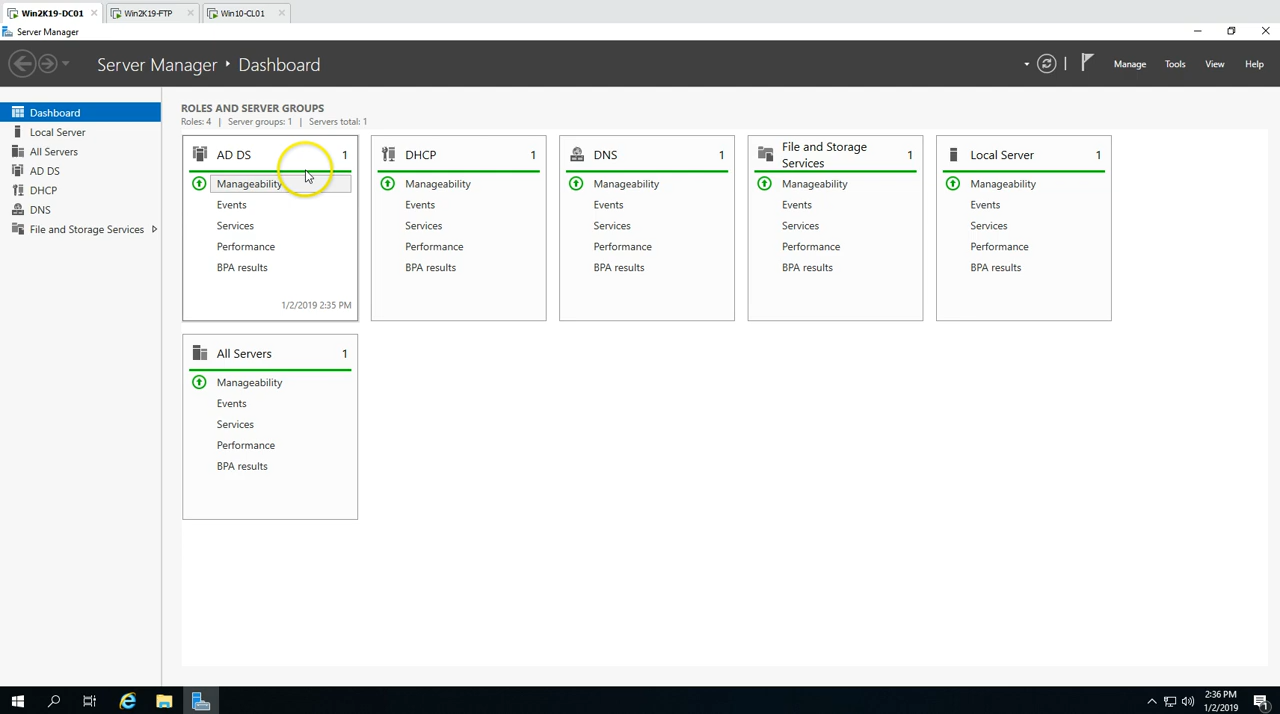 Win2K19-DC01
Win2K19-FTP
Win10-CL01
Server Manager
Server Manager • Dashboard
Manage
Tools
View
Help
Dashboard
Local Server
All Servers
AD DS
DHCP
DNS
File and Storage Services
ROLES AND SERVER GROUPS
Roles: 4 | Server groups: 1 | Servers total: 1
AD DS 1
Manageability
Events
Services
Performance
BPA results
1/2/2019 2:35 PM
DHCP 1
Manageability
Events
Services
Performance
BPA results
DNS 1
Manageability
Events
Services
Performance
BPA results
File and Storage
Services 1
Manageability
Events
Services
Performance
BPA results
Local Server 1
Manageability
Events
Services
Performance
BPA results
All Servers 1
Manageability
Events
Services
Performance
BPA results
2:36 PM
1/2/2019
1